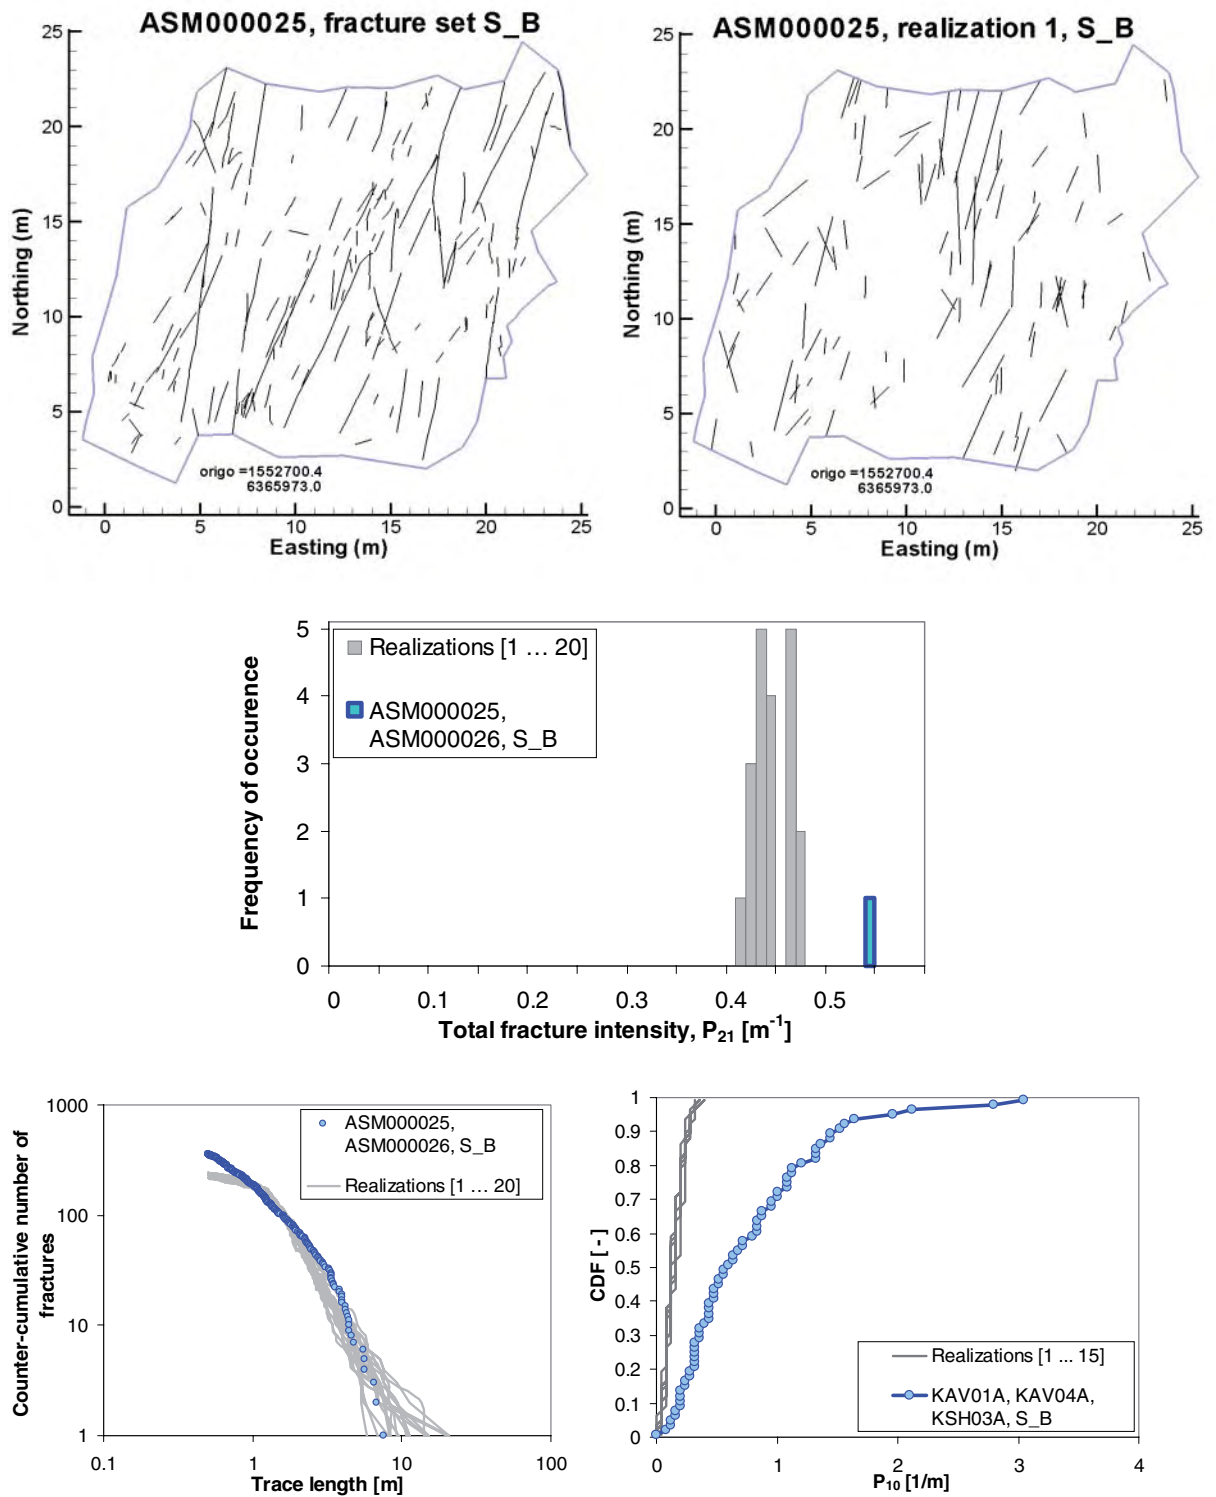 ASM000025, fracture set S_B
25
20
15
10
5
0
Northing (m)
origo =1552700.4
6365973.0
0 5 10 15 20 25
Easting (m)
ASM000025, realization 1, S_B
25
20
15
10
5
0
Northing (m)
origo =1552700.4
6365973.0
0 5 10 15 20 25
Easting (m)
5
4
3
2
1
0
Frequency of occurence
Realizations [1 ... 20]
ASM000025,
ASM000026, S_B
0 0.1 0.2 0.3 0.4 0.5
Total fracture intensity, P21 [m-1]
1000
100
10
1
Counter-cumulative number of
fractures
ASM000025,
ASM000026, S_B
Realizations [1 ... 20]
0.1 1 10 100
Trace length [m]
1
0.9
0.8
0.7
0.6
0.5
0.4
0.3
0.2
0.1
0
CDF [ - ]
Realizations [1 ... 15]
KAV01A, KAV04A,
KSH03A, S_B
0 1 2 3 4
P10 [1/m]